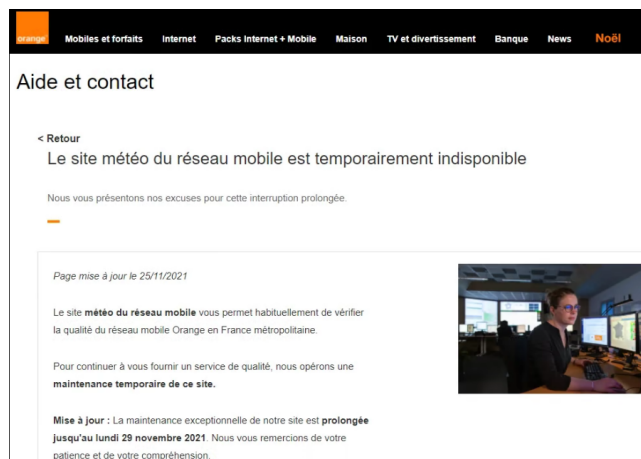 orange
Mobiles et forfaits Internet Packs Internet + Mobile Maison TV et divertissement Banque News Noël
Aide et contact
< Retour
Le site météo du réseau mobile est temporairement indisponible
Nous vous présentons nos excuses pour cette interruption prolongée.
Page mise à jour le 25/11/2021
Le site météo du réseau mobile vous permet habituellement de vérifier
la qualité du réseau mobile Orange en France métropolitaine.
Pour continuer à vous fournir un service de qualité, nous opérons une
maintenance temporaire de ce site.
Mise à jour : La maintenance exceptionnelle de notre site est prolongée
jusqu'au lundi 29 novembre 2021. Nous vous remercions de votre
patience et de votre compréhension.